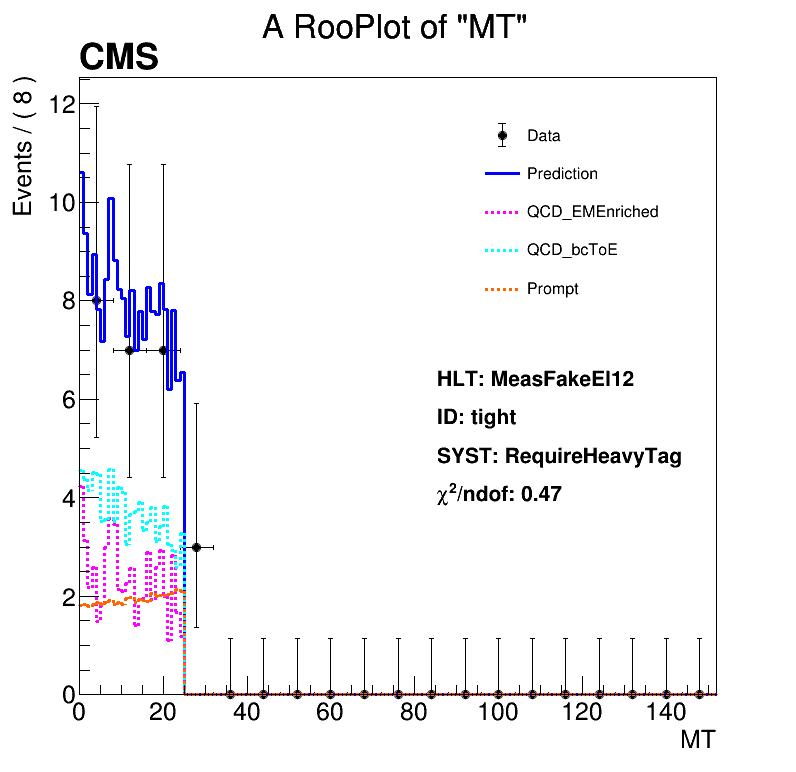 A RooPlot of "MT"
CMS
Events / ( 8 )
12
10
8
6
4
2
0
Data
Prediction
QCD_EMEnriched
QCD_bcToE
Prompt
HLT: MeasFakeEl12
ID: tight
SYST: RequireHeavyTag
χ²/ndof: 0.47
0 20 40 60 80 100 120 140
MT